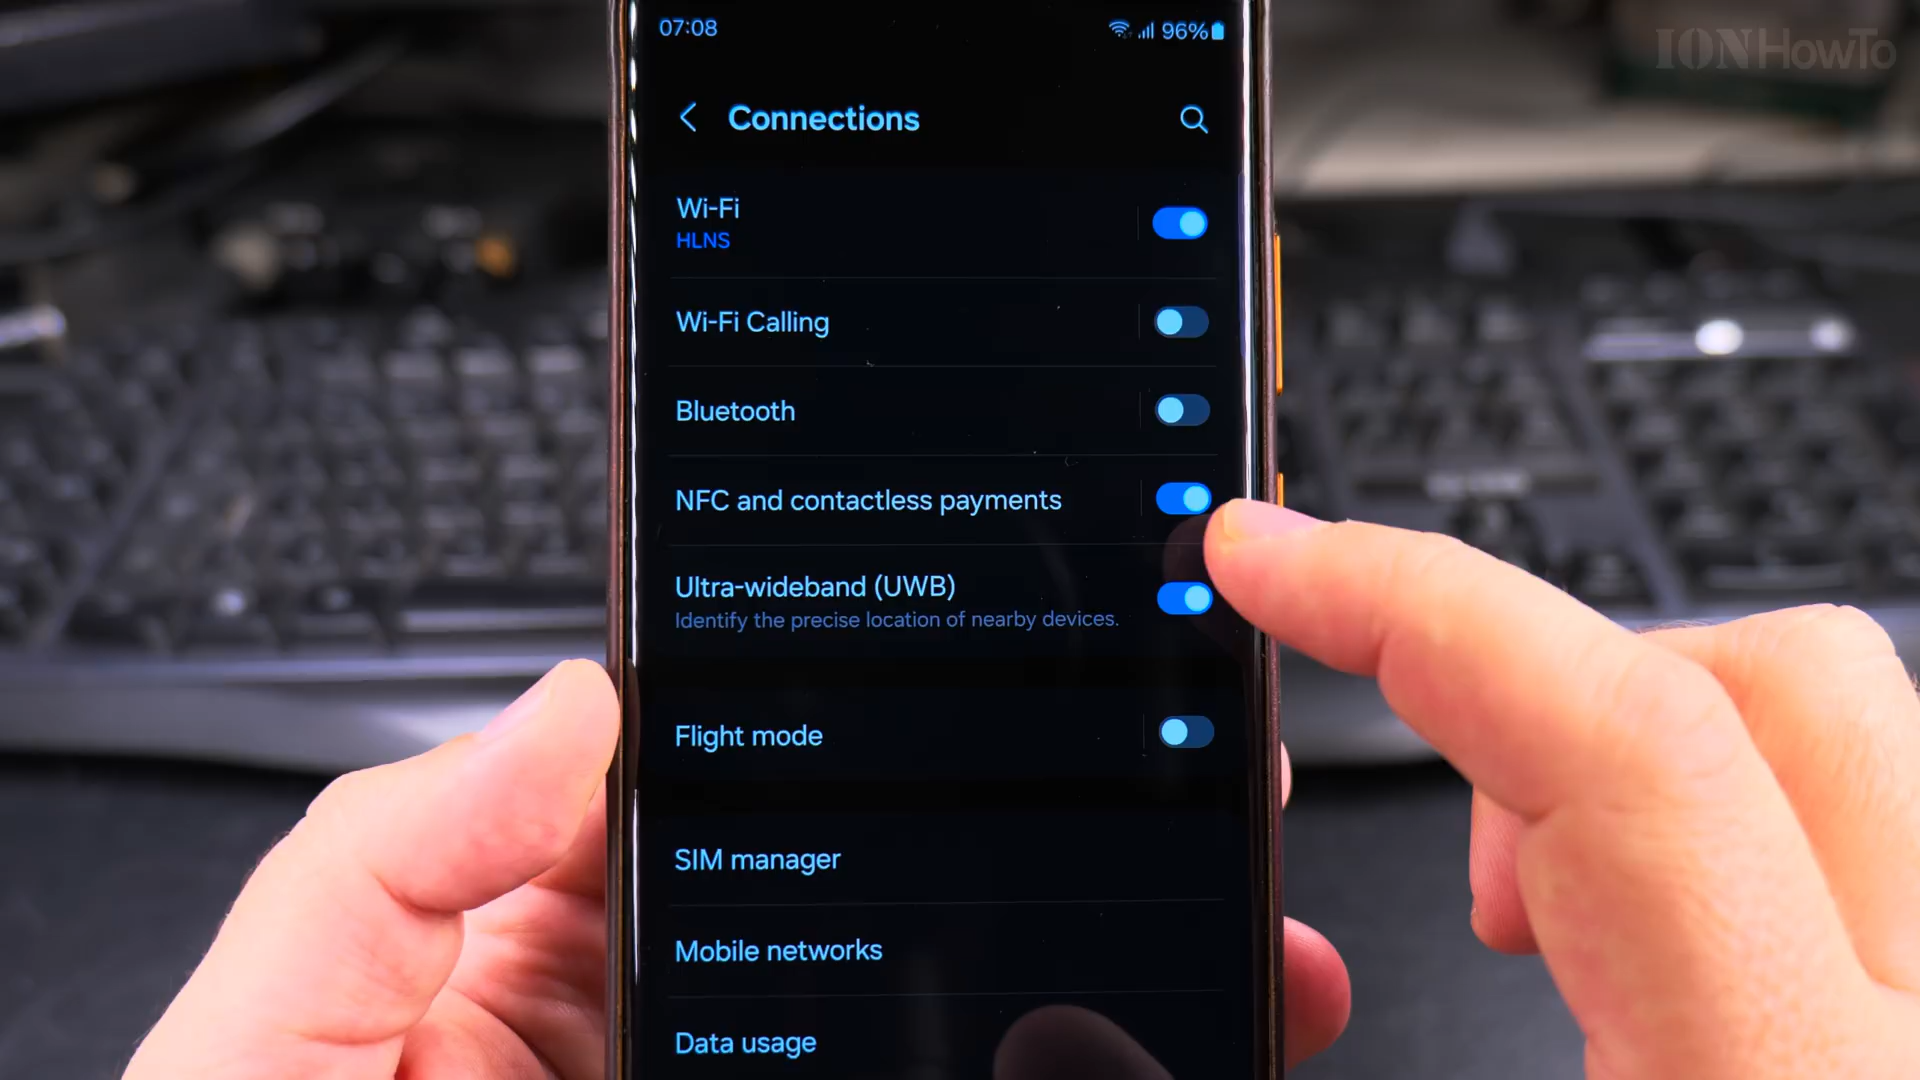 07:08
96%
IONHowTo
Connections
Wi-Fi
HLNS
Wi-Fi Calling
Bluetooth
NFC and contactless payments
Ultra-wideband (UWB)
Identify the precise location of nearby devices.
Flight mode
SIM manager
Mobile networks
Data usage